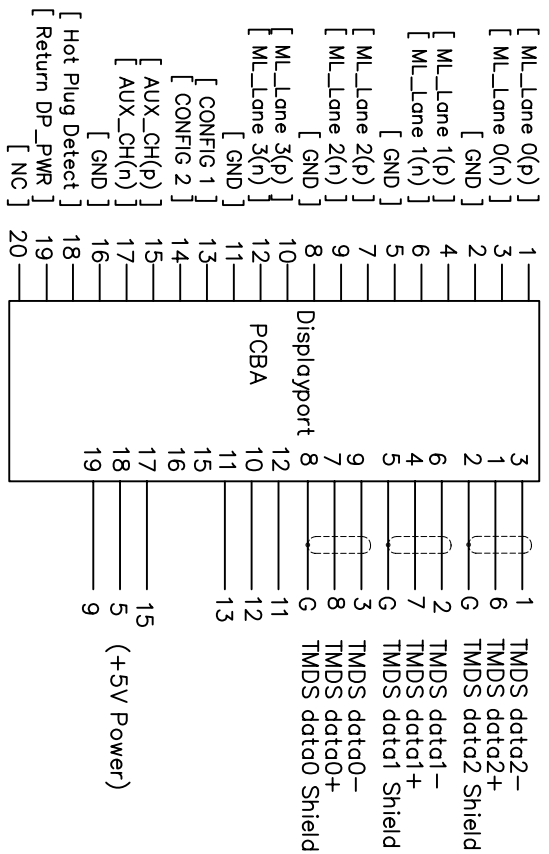 [ ML_Lane 0(p) ] 1 3 1 TMDS data2-
[ ML_Lane 0(n) ] 3 1 6 TMDS data2+
[ GND ] 2 2 G TMDS data2 Shield
[ ML_Lane 1(p) ] 4 6 2 TMDS data1-
[ ML_Lane 1(n) ] 6 4 7 TMDS data1+
[ GND ] 5 5 G TMDS data1 Shield
[ ML_Lane 2(p) ] 7 9 3 TMDS data0-
[ ML_Lane 2(n) ] 9 7 8 TMDS data0+
[ GND ] 8 Displayport 8 G TMDS data0 Shield
[ ML_Lane 3(p) ] 10 12 11
[ ML_Lane 3(n) ] 12 PCBA 10 12
[ GND ] 11 11 13
[ CONFIG 1 ] 13 15
[ CONFIG 2 ] 14 16
[ AUX_CH(p) ] 15 17 15
[ AUX_CH(n) ] 17 18 5 (+5V Power)
[ GND ] 16 19 9
[ Hot Plug Detect ] 18
[ Return DP_PWR ] 19
[ NC ] 20